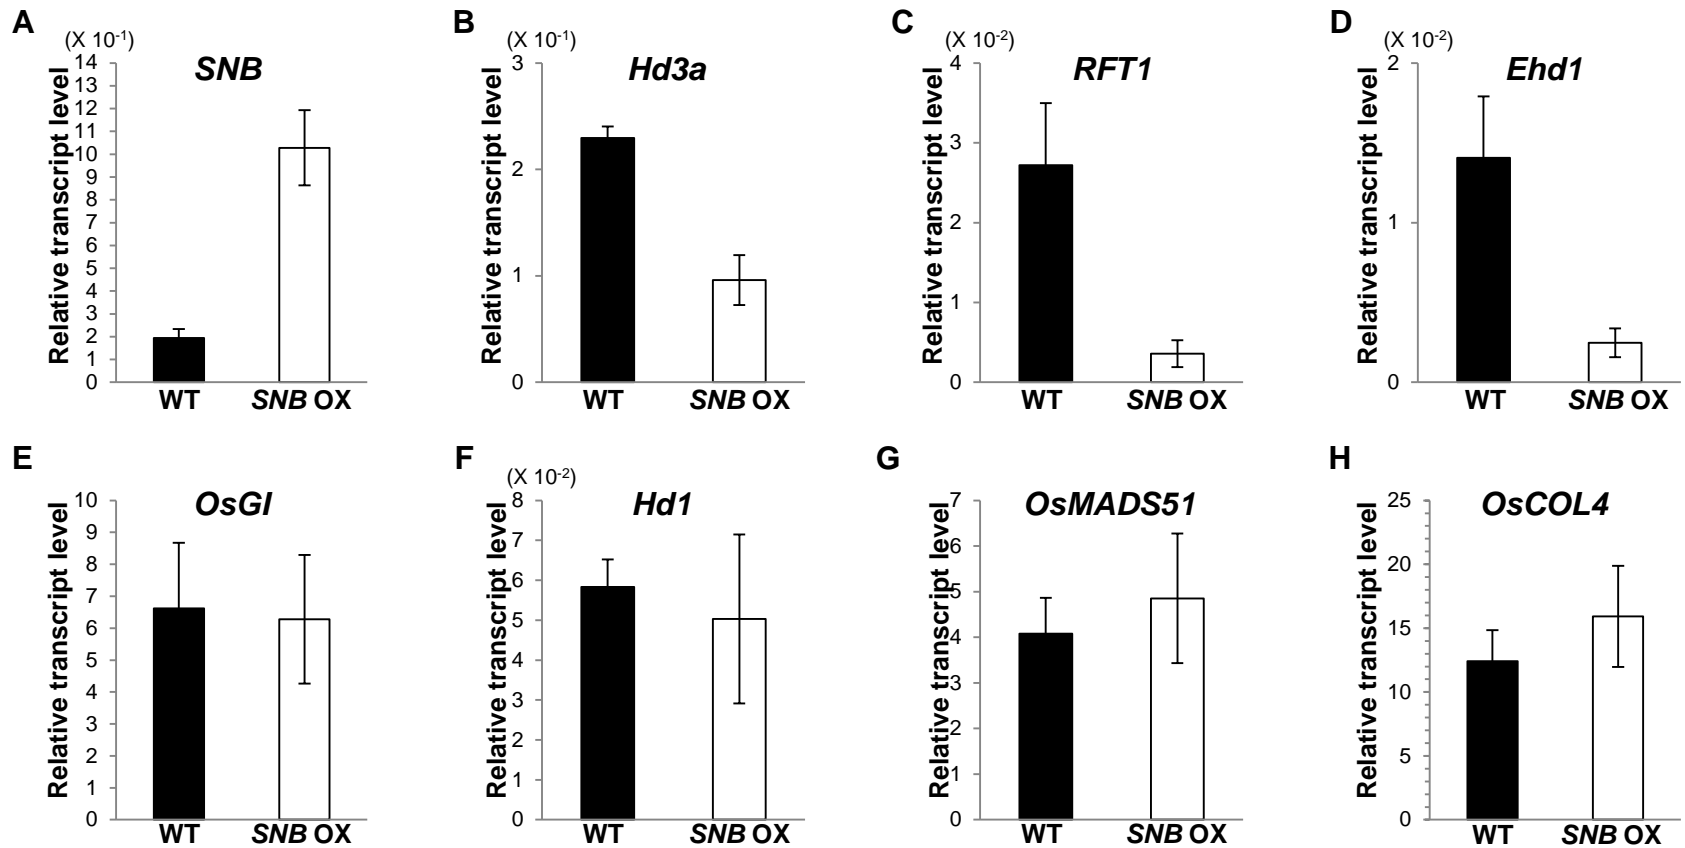 A
(X 10-1)
SNB
Relative transcript level
14
13
12
11
10
9
8
7
6
5
4
3
2
1
0
WT SNB OX
B
(X 10-1)
Hd3a
Relative transcript level
3
2
1
0
WT SNB OX
C
(X 10-2)
RFT1
Relative transcript level
4
3
2
1
0
WT SNB OX
D
(X 10-2)
Ehd1
Relative transcript level
2
1
0
WT SNB OX
E
OsGI
Relative transcript level
10
9
8
7
6
5
4
3
2
1
0
WT SNB OX
F
(X 10-2)
Hd1
Relative transcript level
8
7
6
5
4
3
2
1
0
WT SNB OX
G
OsMADS51
Relative transcript level
7
6
5
4
3
2
1
0
WT SNB OX
H
OsCOL4
Relative transcript level
25
20
15
10
5
0
WT SNB OX